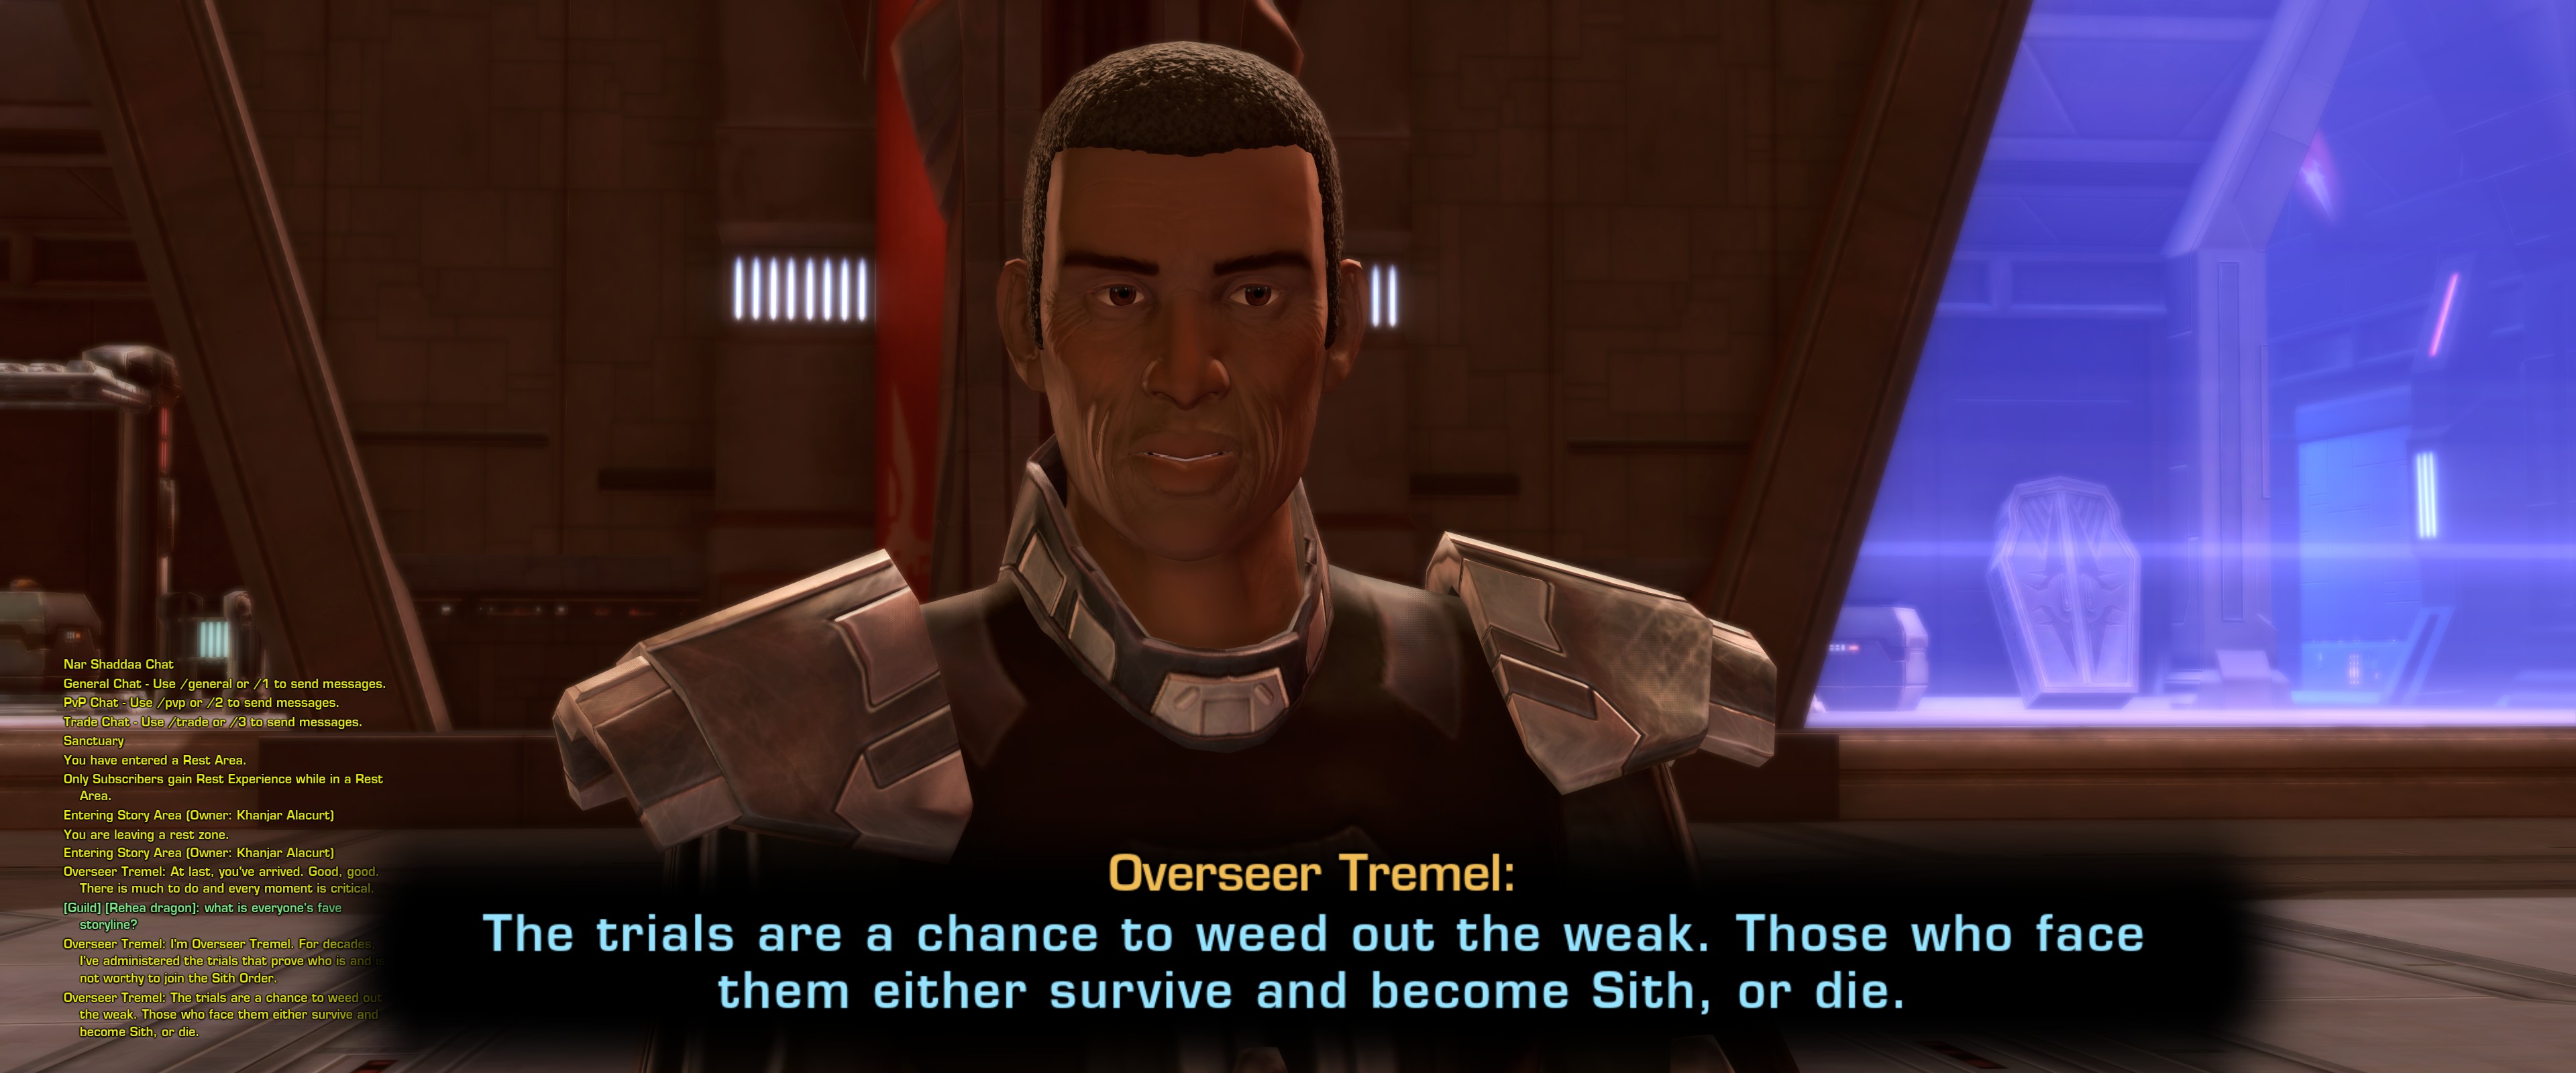 Nar Shaddaa Chat
General Chat - Use /general or /1 to send messages.
PvP Chat - Use /pvp or /2 to send messages.
Trade Chat - Use /trade or /3 to send messages.
Sanctuary
You have entered a Rest Area.
Only Subscribers gain Rest Experience while in a Rest
Area.
Entering Story Area (Owner: Khanjar Alacurt)
You are leaving a rest zone.
Entering Story Area (Owner: Khanjar Alacurt)
Overseer Tremel: At last, you've arrived. Good, good.
There is much to do and every moment is critical.
[Guild] [Rehea dragon]: what is everyone's fave
storyline?
Overseer Tremel: I'm Overseer Tremel. For decades,
I've administered the trials that prove who is and is
not worthy to join the Sith Order.
Overseer Tremel: The trials are a chance to weed out
the weak. Those who face them either survive and
become Sith, or die.
Overseer Tremel:
The trials are a chance to weed out the weak. Those who face
them either survive and become Sith, or die.